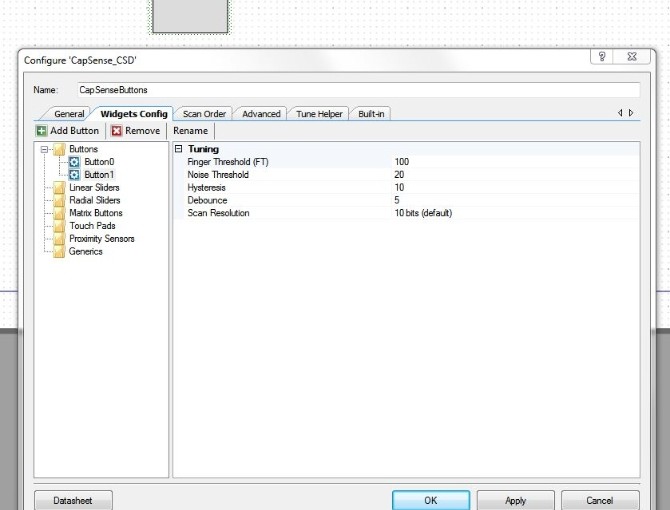 Configure 'CapSense_CSD'
Name: CapSenseButtons
General Widgets Config Scan Order Advanced Tune Helper Built-in
Add Button Remove Rename
Buttons
Button0
Button1
Linear Sliders
Radial Sliders
Matrix Buttons
Touch Pads
Proximity Sensors
Generics
Tuning
Finger Threshold (FT) 100
Noise Threshold 20
Hysteresis 10
Debounce 5
Scan Resolution 10 bits (default)
Datasheet OK Apply Cancel